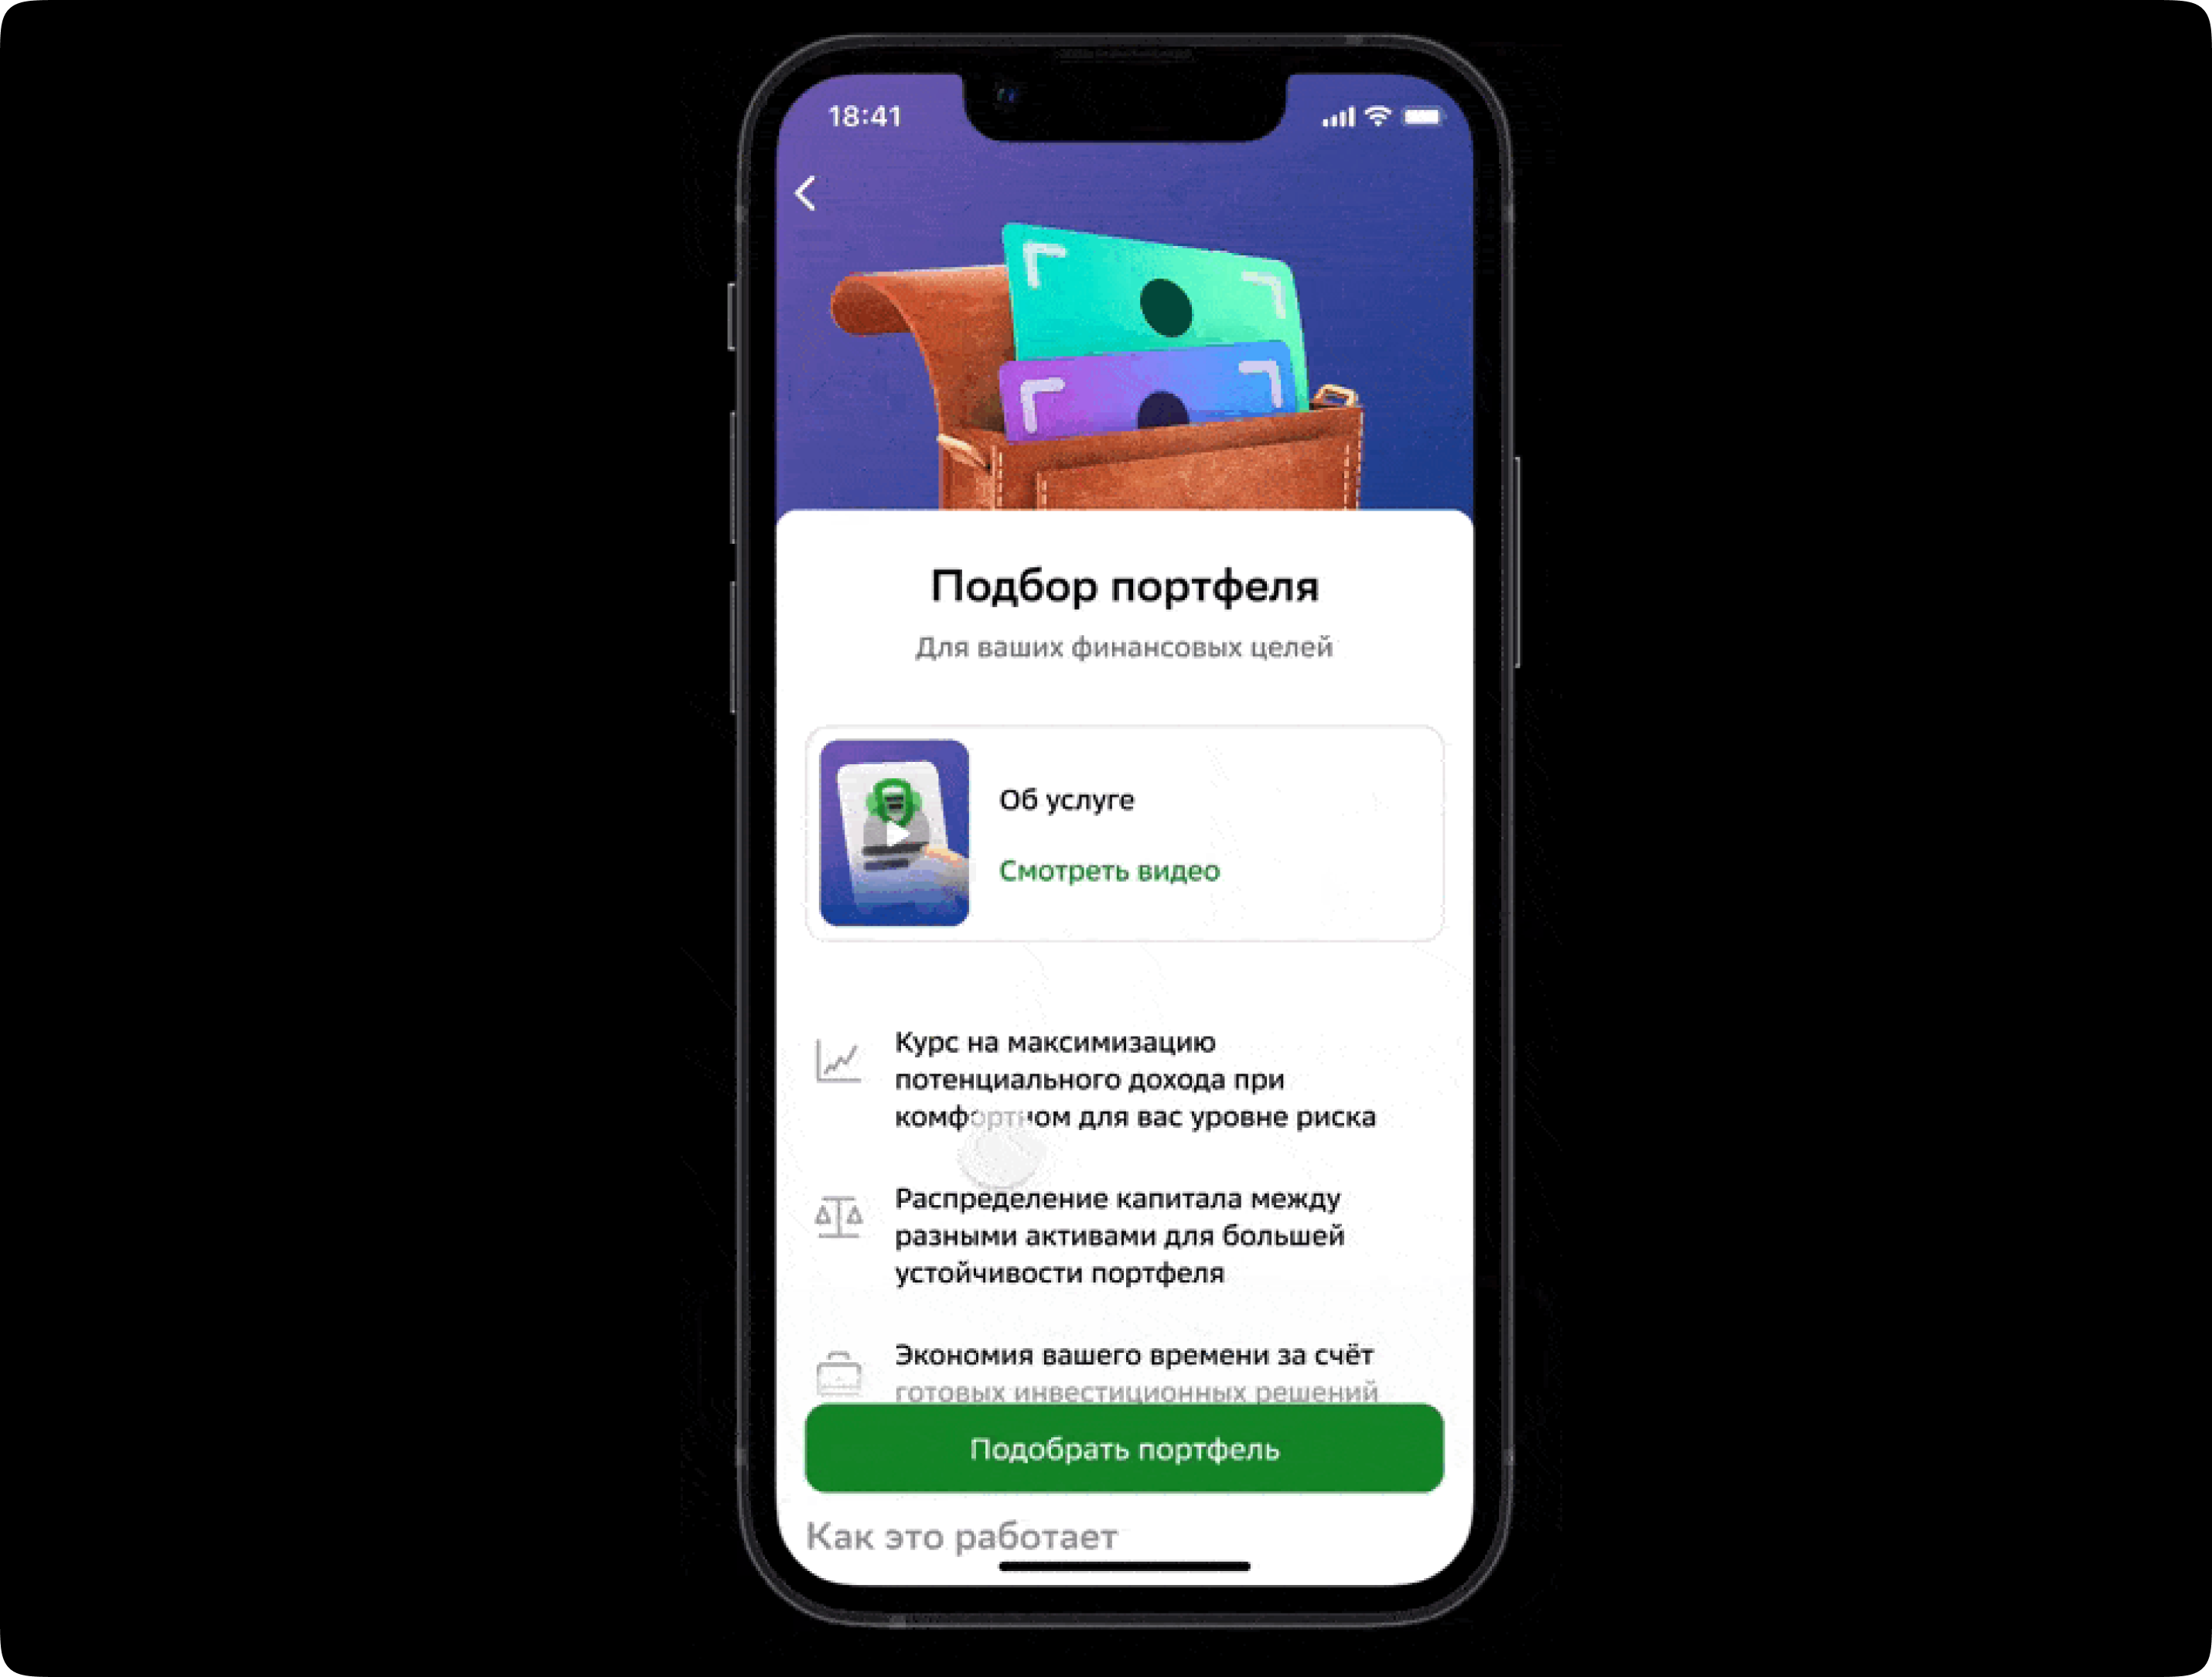 18:41
Подбор портфеля
Для ваших финансовых целей
Об услуге
Смотреть видео
Курс на максимизацию
потенциального дохода при
комфортном для вас уровне риска
Распределение капитала между
разными активами для большей
устойчивости портфеля
Экономия вашего времени за счёт
готовых инвестиционных решений
Подобрать портфель
Как это работает